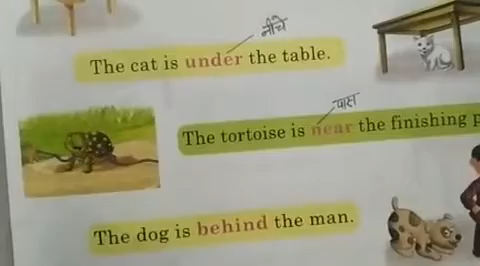 नीचे
The cat is under the table.
पास
The tortoise is near the finishing
The dog is behind the man.